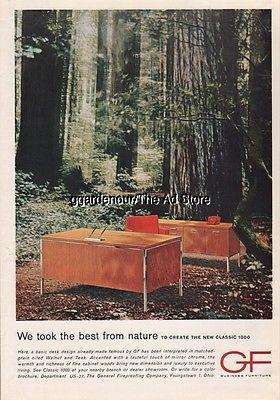 ggardenour/The Ad Store
We took the best from nature TO CREATE THE NEW CLASSIC 1000
Here, a basic desk design already made famous by GF has been interpreted in matched-
grain oiled Walnut and Teak. Accented with a tasteful touch of mirror chrome, the
warmth and richness of fine cabinet woods bring new dimension and luxury to executive
living. See Classic 1000 at your nearby branch or dealer showroom. Or write for a color
brochure. Department US-17, The General Fireproofing Company, Youngstown 1, Ohio.
GF
BUSINESS FURNITURE